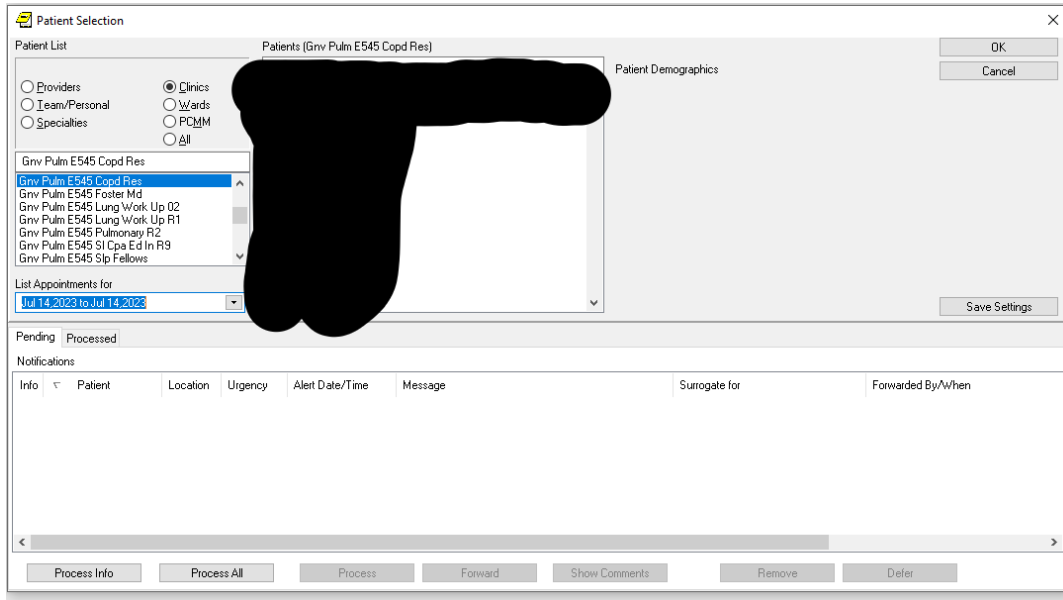 Patient Selection
Patient List
Patients (Gnv Pulm E545 Copd Res)
OK
Patient Demographics
Cancel
Providers
Clinics
Team/Personal
Wards
Specialties
PCMM
All
Gnv Pulm E545 Copd Res
Gnv Pulm E545 Copd Res
Gnv Pulm E545 Foster Md
Gnv Pulm E545 Lung Work Up 02
Gnv Pulm E545 Lung Work Up R1
Gnv Pulm E545 Pulmonary R2
Gnv Pulm E545 Sl Cpa Ed In R9
Gnv Pulm E545 Slp Fellows
List Appointments for
Jul 14,2023 to Jul 14,2023
Save Settings
Pending Processed
Notifications
Info Patient Location Urgency Alert Date/Time Message Surrogate for Forwarded By/When
Process Info Process All Process Forward Show Comments Remove Defer